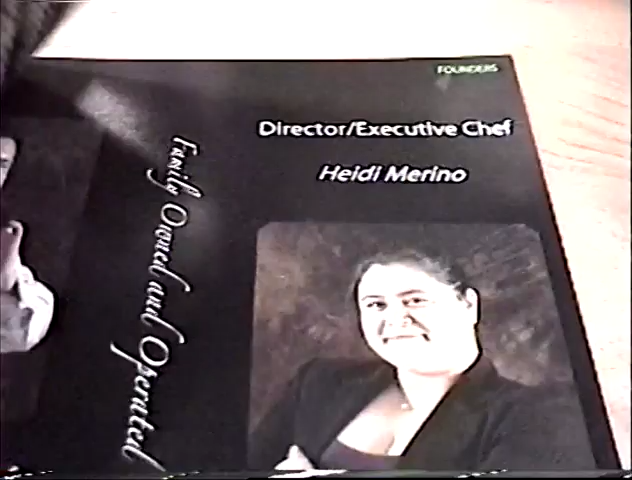 FOUNDERS
Director/Executive Chef
Heidi Merino
Family Owned and Operated